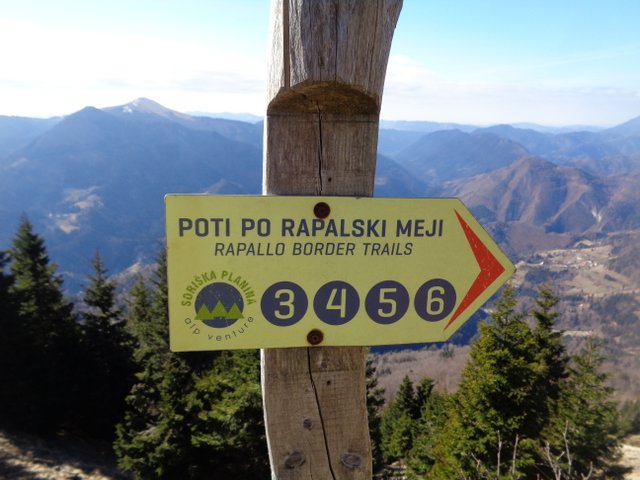 POTI PO RAPALSKI MEJI
RAPALLO BORDER TRAILS
SORIŠKA PLANINA
alp venture
3 4 5 6